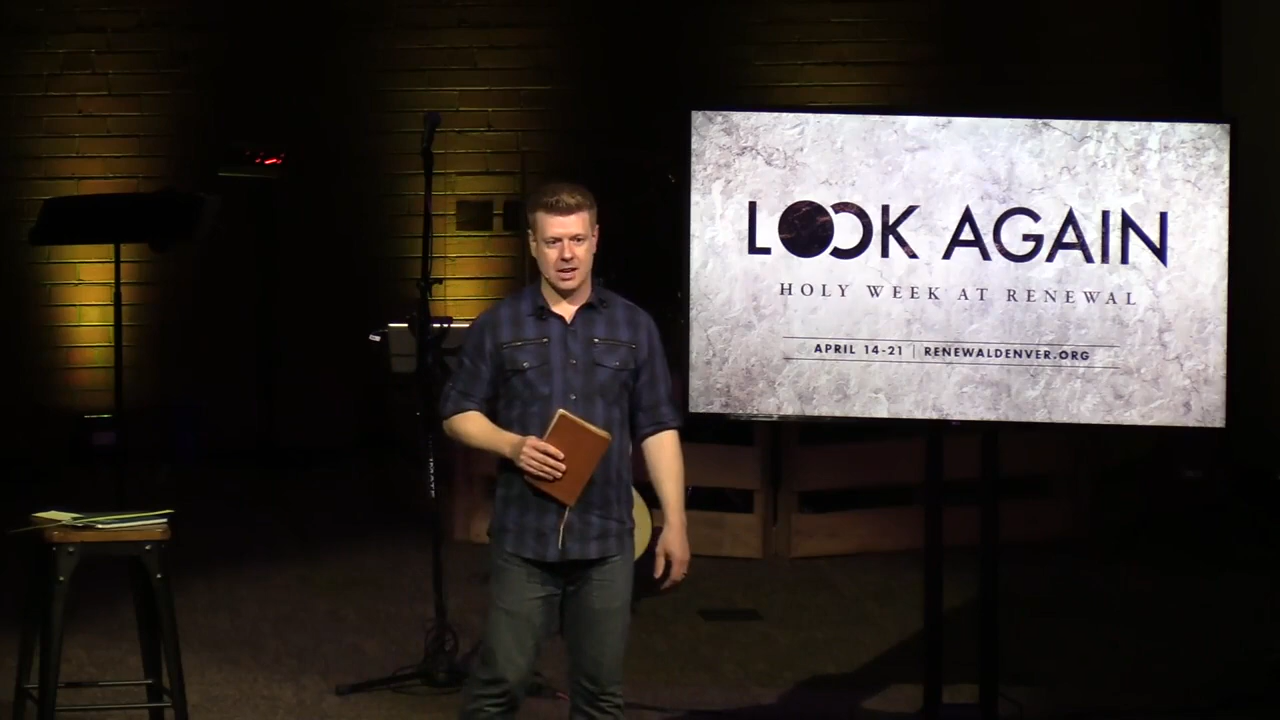 LOOK AGAIN
HOLY WEEK AT RENEWAL
APRIL 14-21 | RENEWALDENVER.ORG